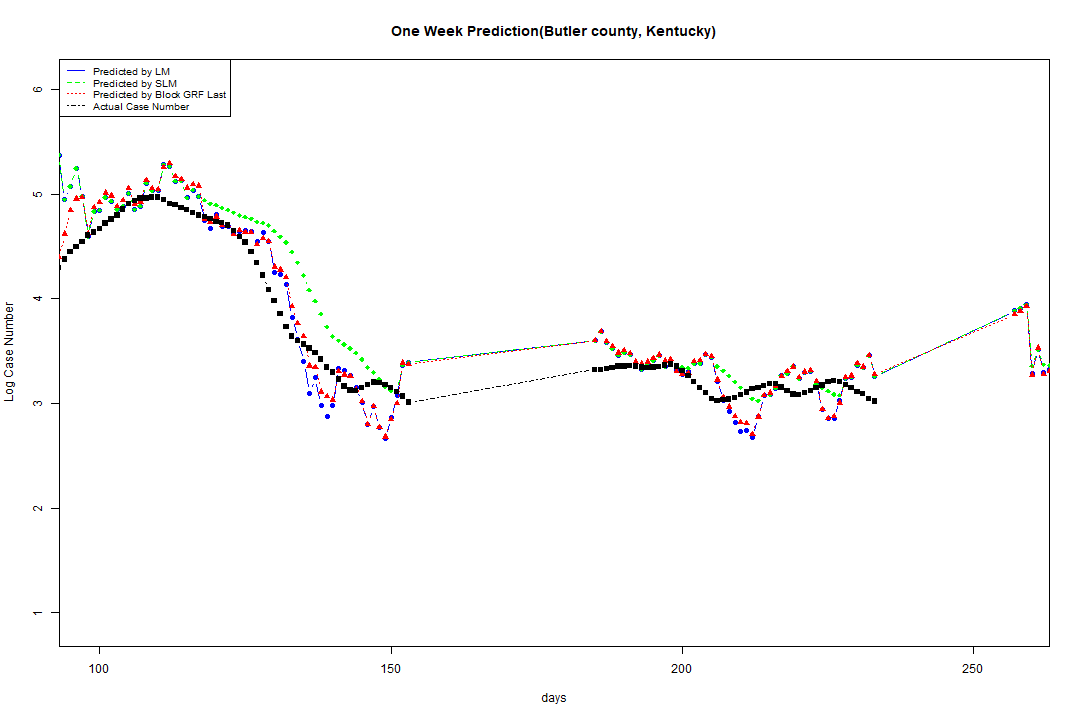 One Week Prediction(Butler county, Kentucky)
Predicted by LM
Predicted by SLM
Predicted by Block GRF Last
Actual Case Number
6
5
4
3
2
1
Log Case Number
100 150 200 250
days